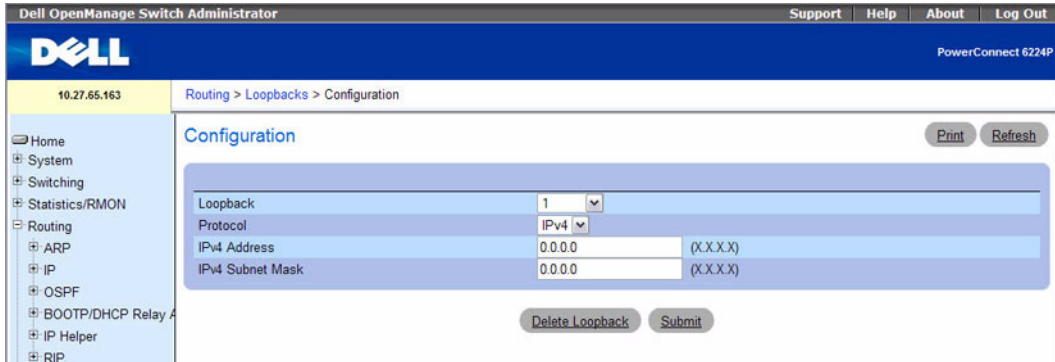 Dell OpenManage Switch Administrator
Support Help About Log Out
DELL
PowerConnect 6224P
10.27.65.163
Routing > Loopbacks > Configuration
Home
System
Switching
Statistics/RMON
Routing
ARP
IP
OSPF
BOOTP/DHCP Relay A
IP Helper
RIP
Configuration
Print Refresh
Loopback 1
Protocol IPv4
IPv4 Address 0.0.0.0 (X.X.X.X)
IPv4 Subnet Mask 0.0.0.0 (X.X.X.X)
Delete Loopback Submit